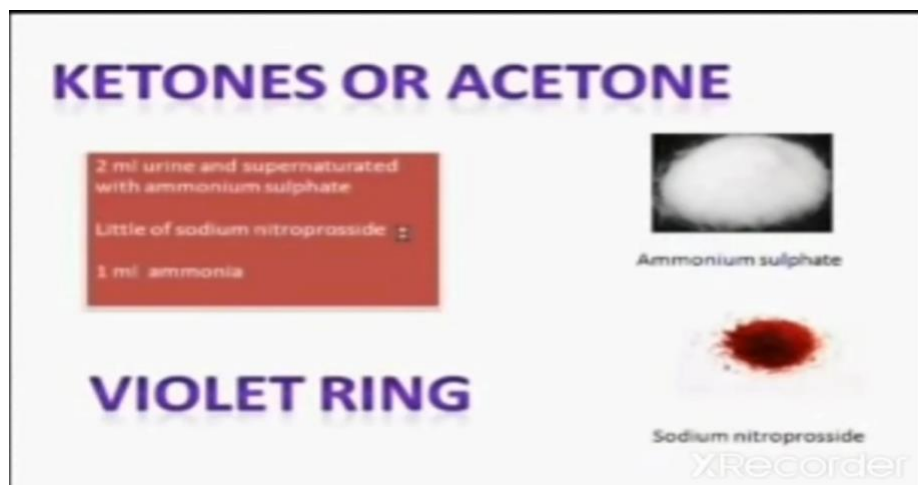 KETONES OR ACETONE
2 ml urine and supernaturated
with ammonium sulphate
Little of sodium nitroprosside
1 ml ammonia
Ammonium sulphate
VIOLET RING
Sodium nitroprosside
XRecorder